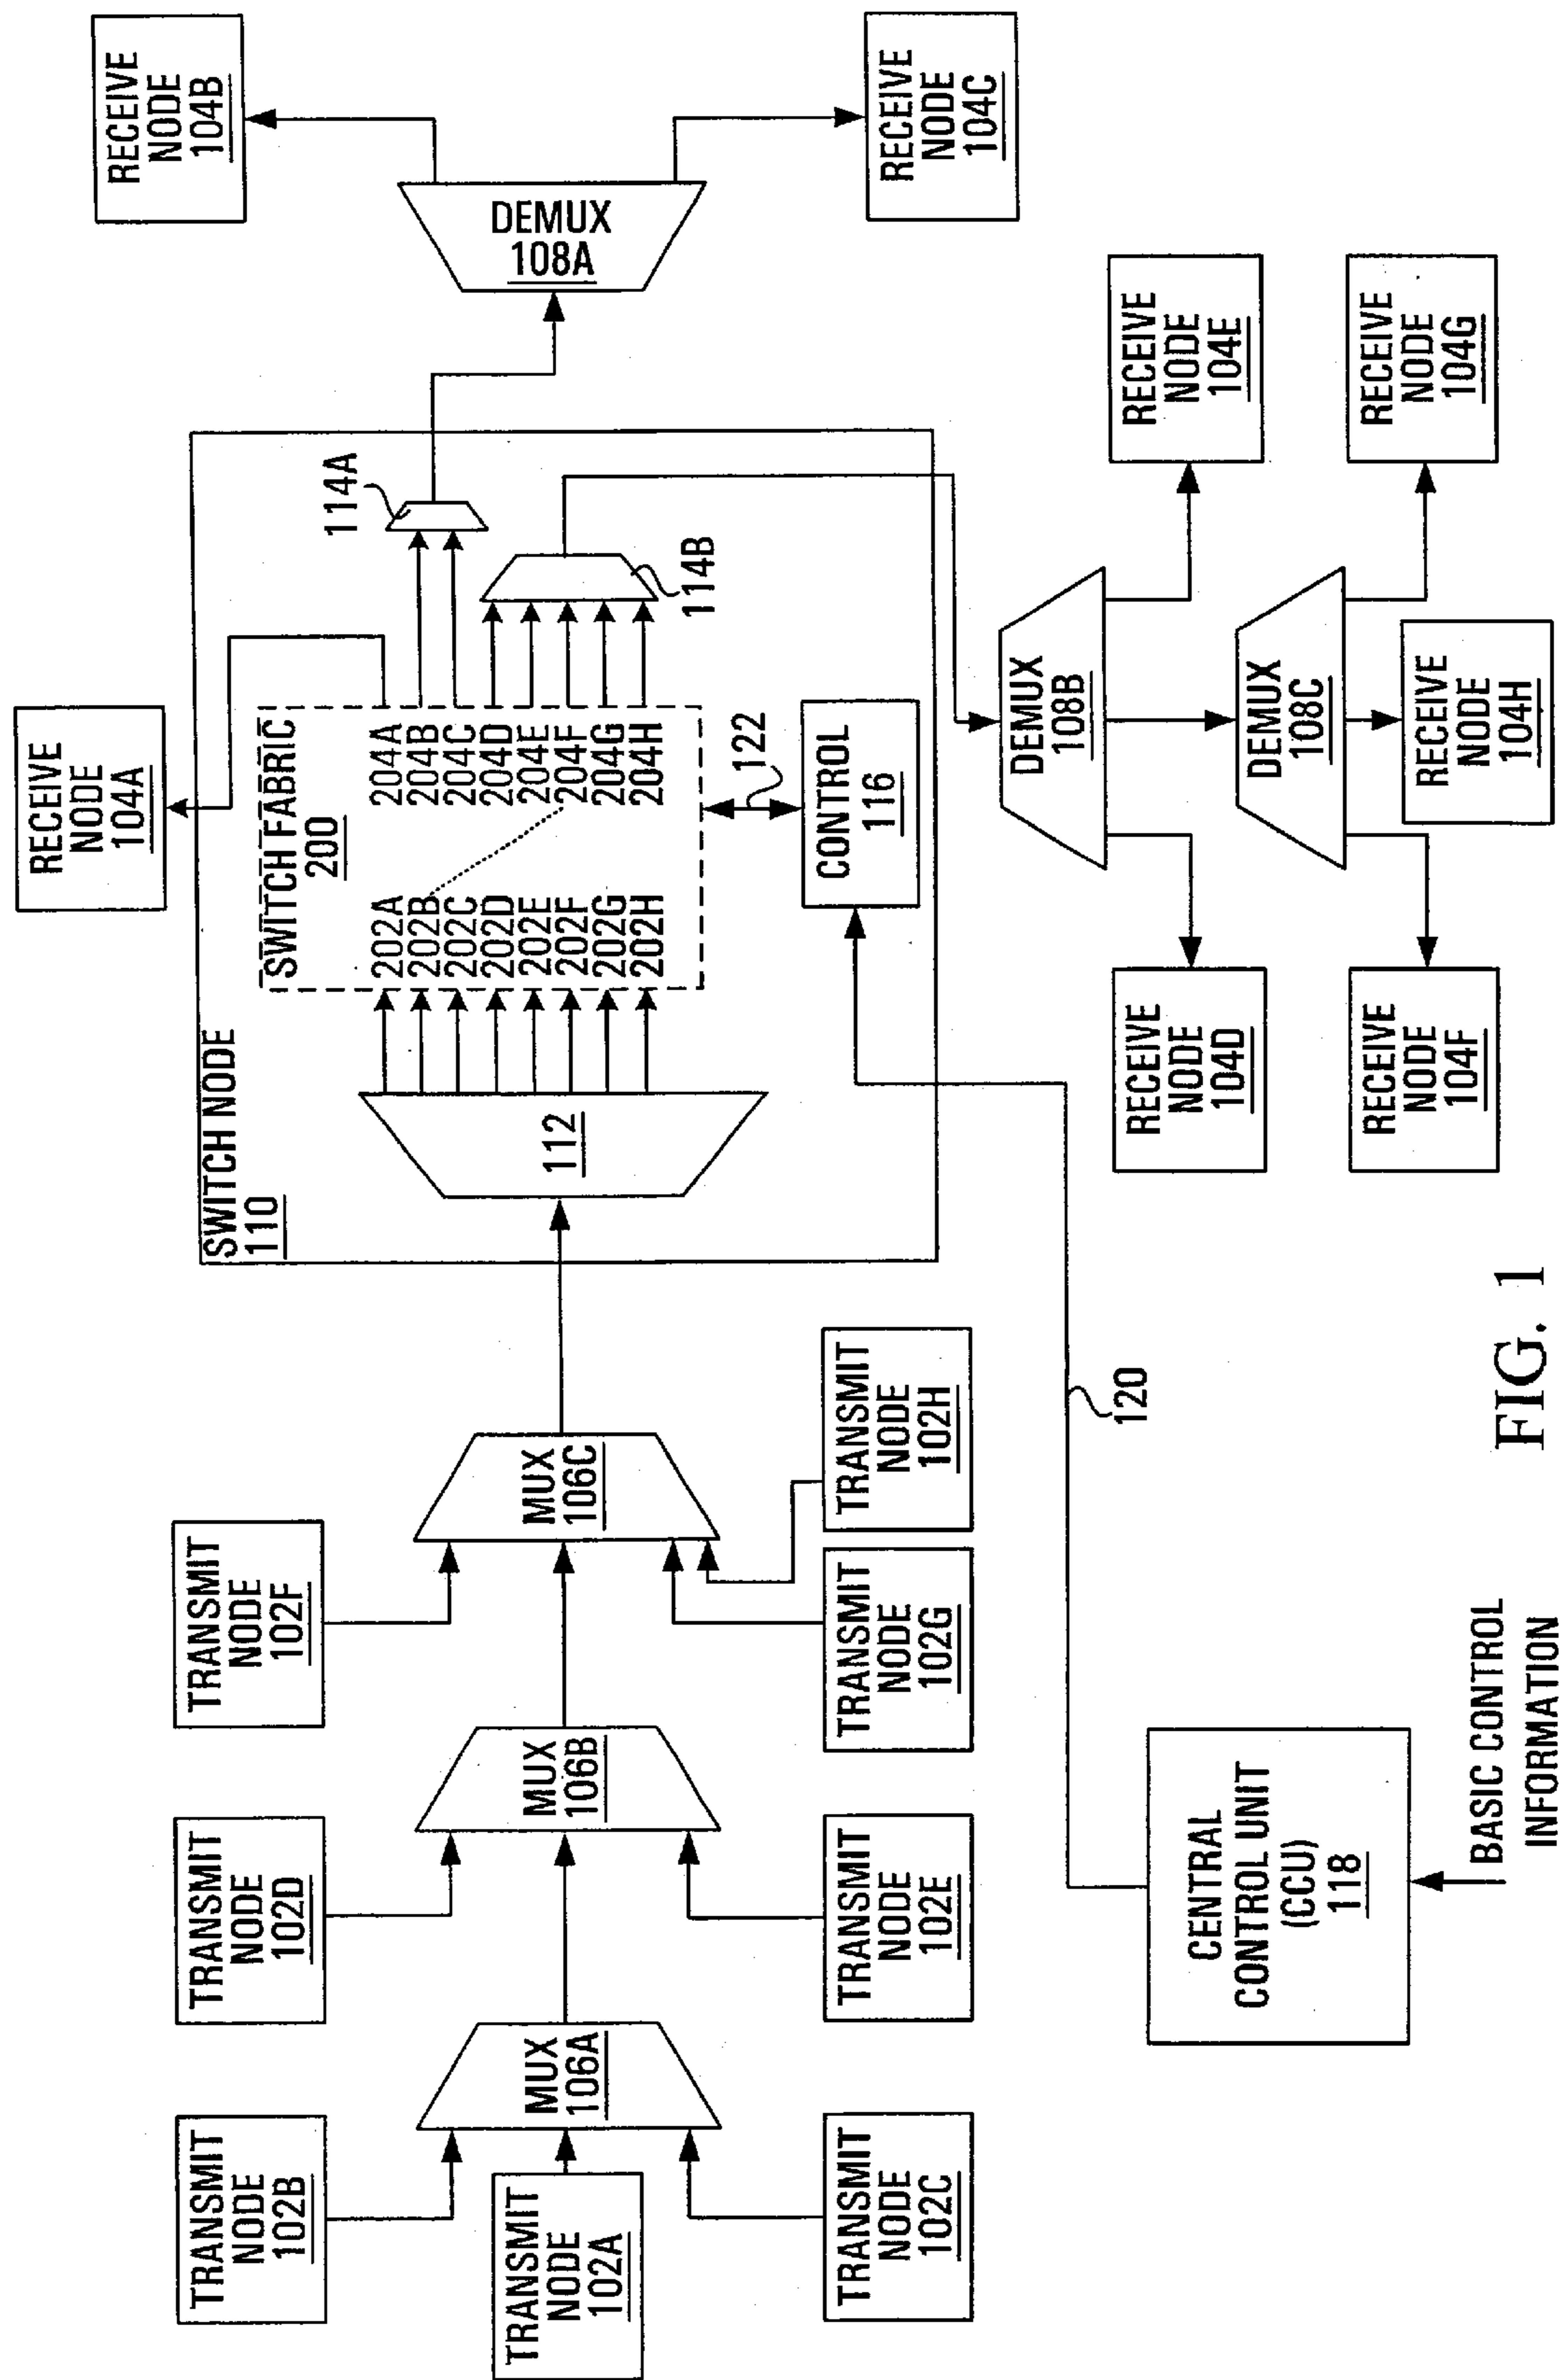 RECEIVE
NODE
104A
RECEIVE
NODE
104B
SWITCH NODE
110
SWITCH FABRIC
200
202A
202B
202C
202D
202E
202F
202G
202H
204A
204B
204C
204D
204E
204F
204G
204H
114A
114B
112
122
CONTROL
116
DEMUX
108A
RECEIVE
NODE
104C
TRANSMIT
NODE
102B
TRANSMIT
NODE
102D
TRANSMIT
NODE
102F
TRANSMIT
NODE
102A
MUX
106A
MUX
106B
MUX
106C
TRANSMIT
NODE
102C
TRANSMIT
NODE
102E
TRANSMIT
NODE
102G
TRANSMIT
NODE
102H
120
DEMUX
108B
RECEIVE
NODE
104D
RECEIVE
NODE
104E
DEMUX
108C
RECEIVE
NODE
104F
RECEIVE
NODE
104H
RECEIVE
NODE
104G
CENTRAL
CONTROL UNIT
(CCU)
118
BASIC CONTROL
INFORMATION
FIG. 1